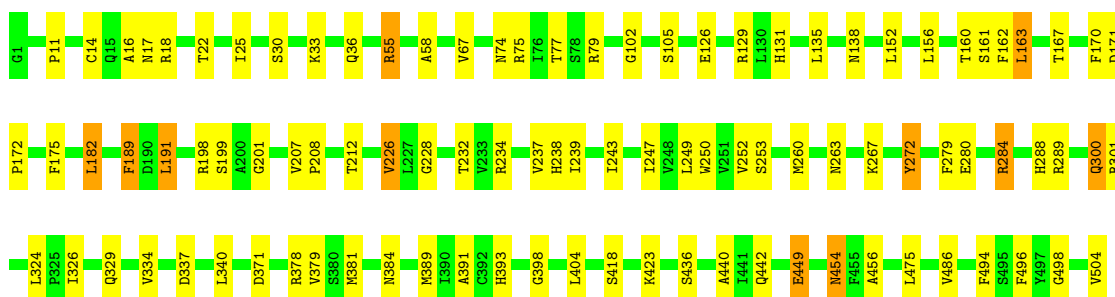 G1 P11 C14 Q15 A16 N17 R18 T22 I25 S30 K33 Q36 R55 A58 V67 N74 R75 I76 T77 S78 R79 G102 S105 E126 R129 L130 H131 L135 N138 L152 L156 T160 S161 F162 L163 T167 F170
P172 F175 L182 F189 D190 L191 R198 S199 A200 G201 V207 P208 T212 V226 L227 G228 T232 V233 R234 V237 H238 I239 I243 I247 V248 L249 W250 V251 V252 S253 M260 N263 K267 Y272 F279 E280 R284 H288 R289 Q300
L324 P325 I326 Q329 V334 D337 L340 D371 R378 V379 S380 M381 N384 M389 I390 A391 C392 H393 G398 L404 S418 K423 S436 A440 I441 Q442 E449 N454 F455 A456 L475 V486 F494 S495 F496 Y497 G498 V504